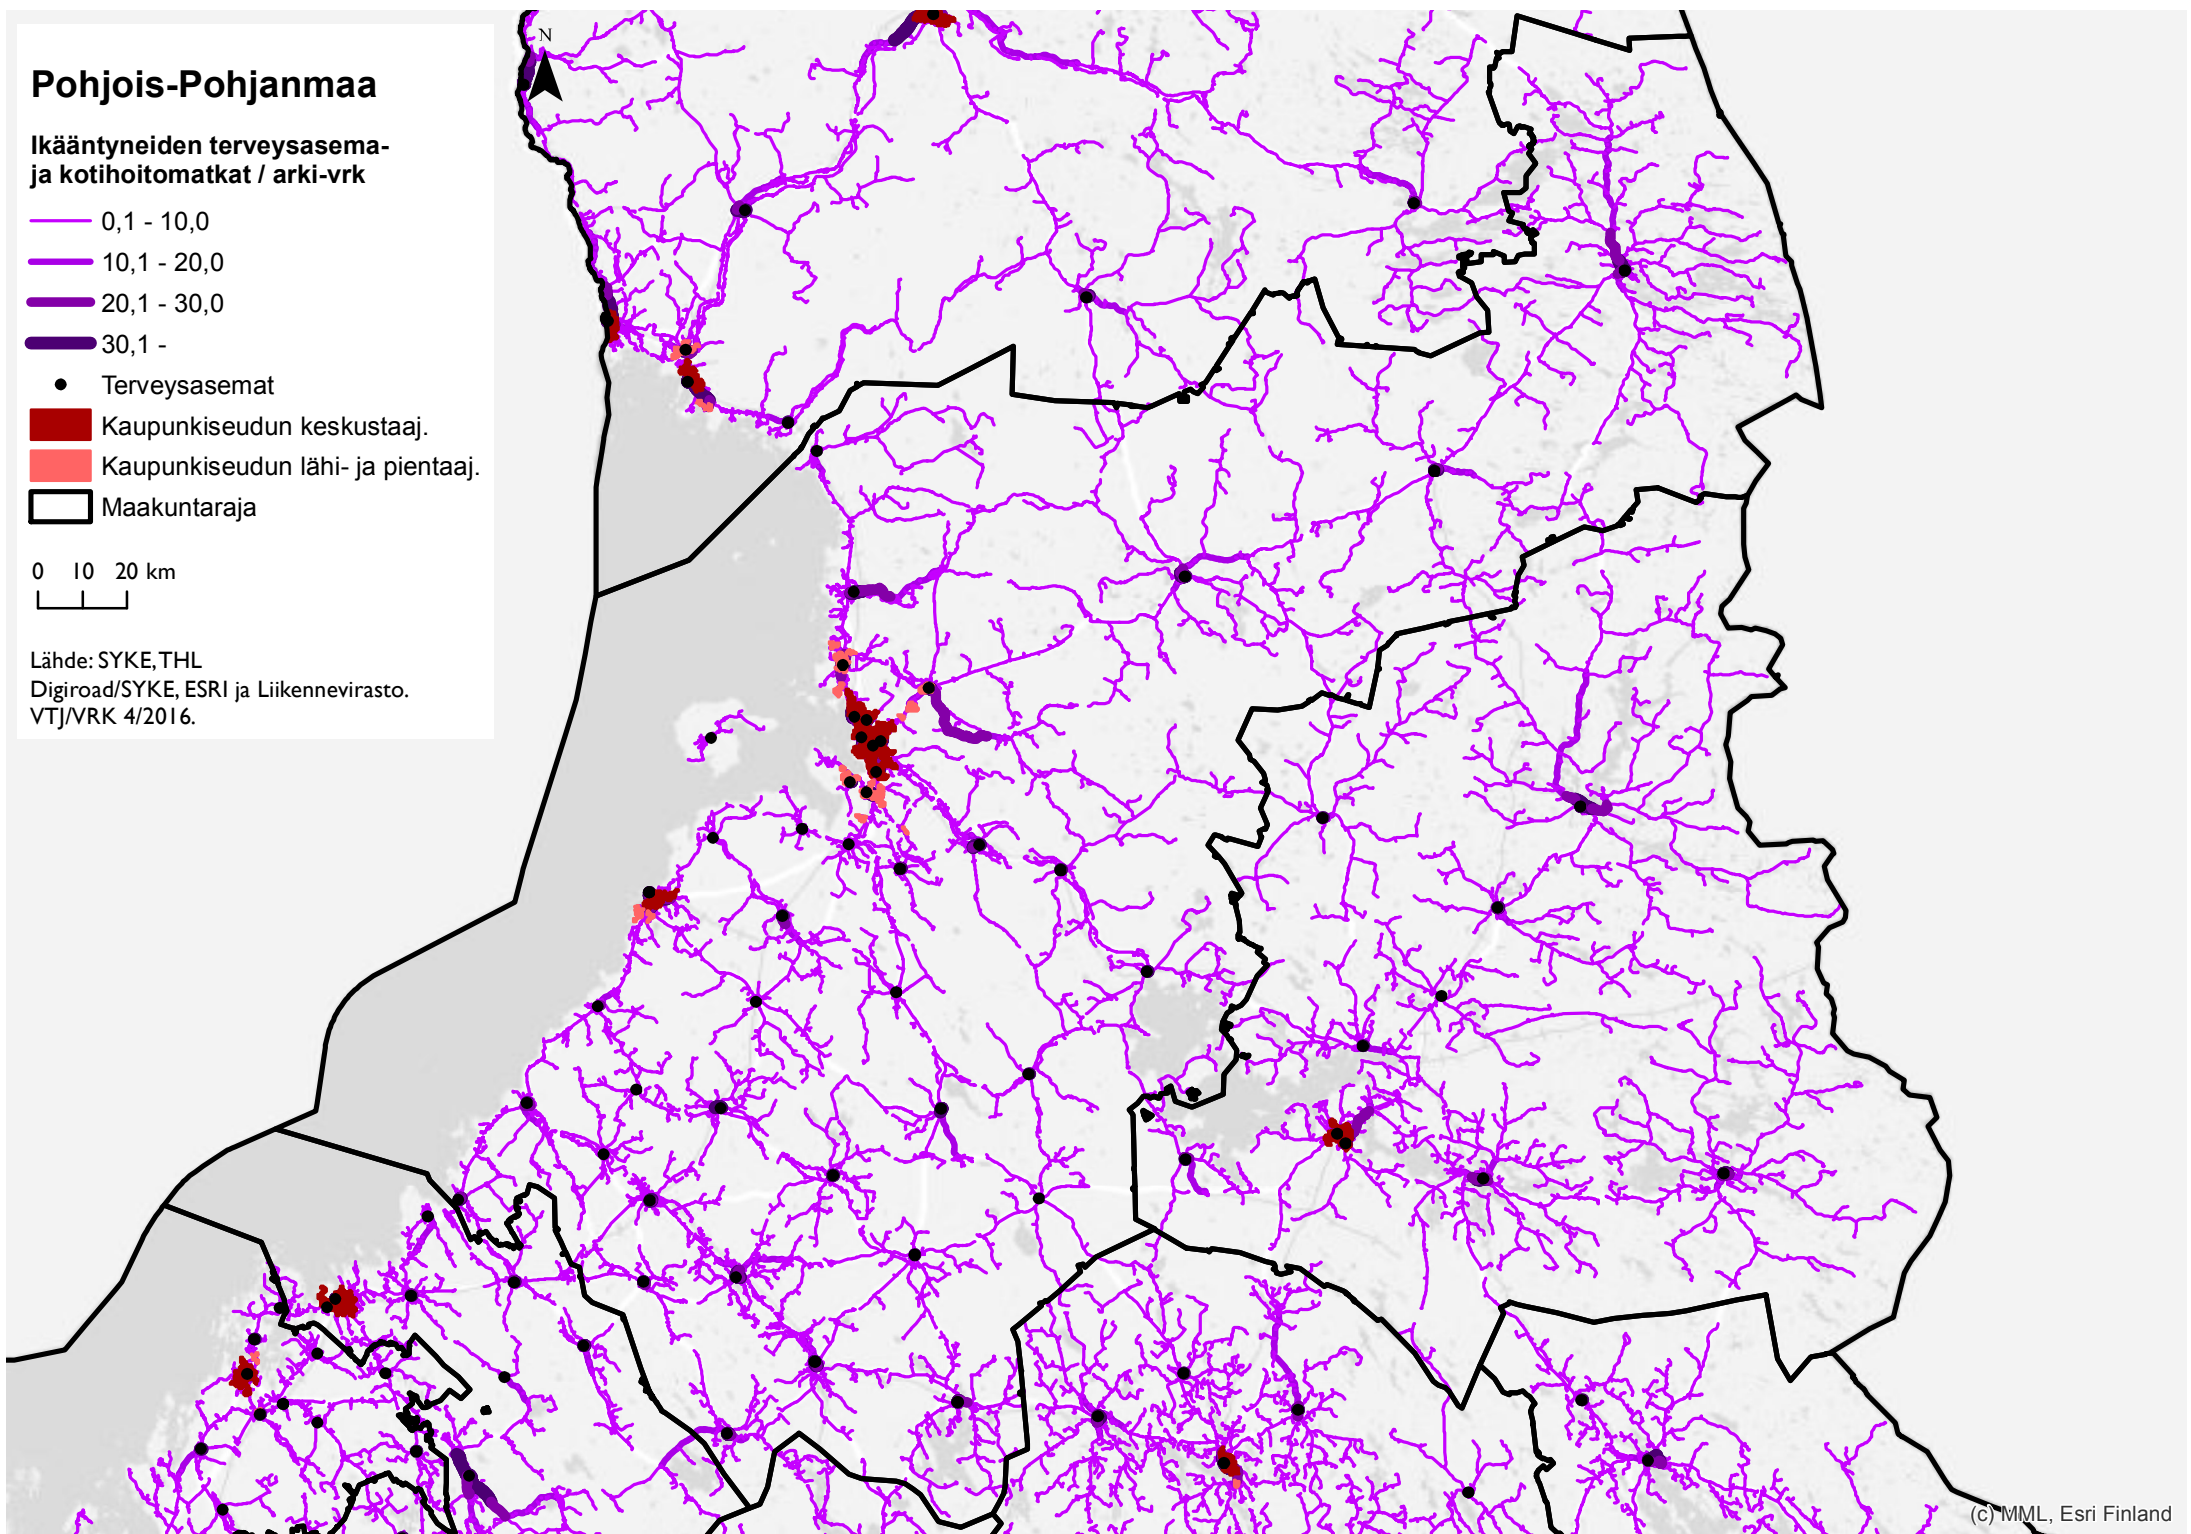 N
Pohjois-Pohjanmaa
Ikääntyneiden terveysasema-
ja kotihoitomatkat / arki-vrk
0,1 - 10,0
10,1 - 20,0
20,1 - 30,0
30,1 -
Terveysasemat
Kaupunkiseudun keskustaaj.
Kaupunkiseudun lähi- ja pientaaj.
Maakuntaraja
0 10 20 km
Lähde: SYKE, THL
Digiroad/SYKE, ESRI ja Liikennevirasto.
VTJ/VRK 4/2016.
(c) MML, Esri Finland